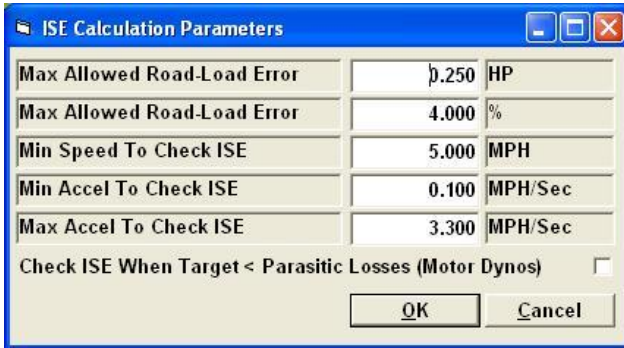 ISE Calculation Parameters
Max Allowed Road-Load Error 0.250 HP
Max Allowed Road-Load Error 4.000 %
Min Speed To Check ISE 5.000 MPH
Min Accel To Check ISE 0.100 MPH/Sec
Max Accel To Check ISE 3.300 MPH/Sec
Check ISE When Target < Parasitic Losses (Motor Dynos)
OK Cancel